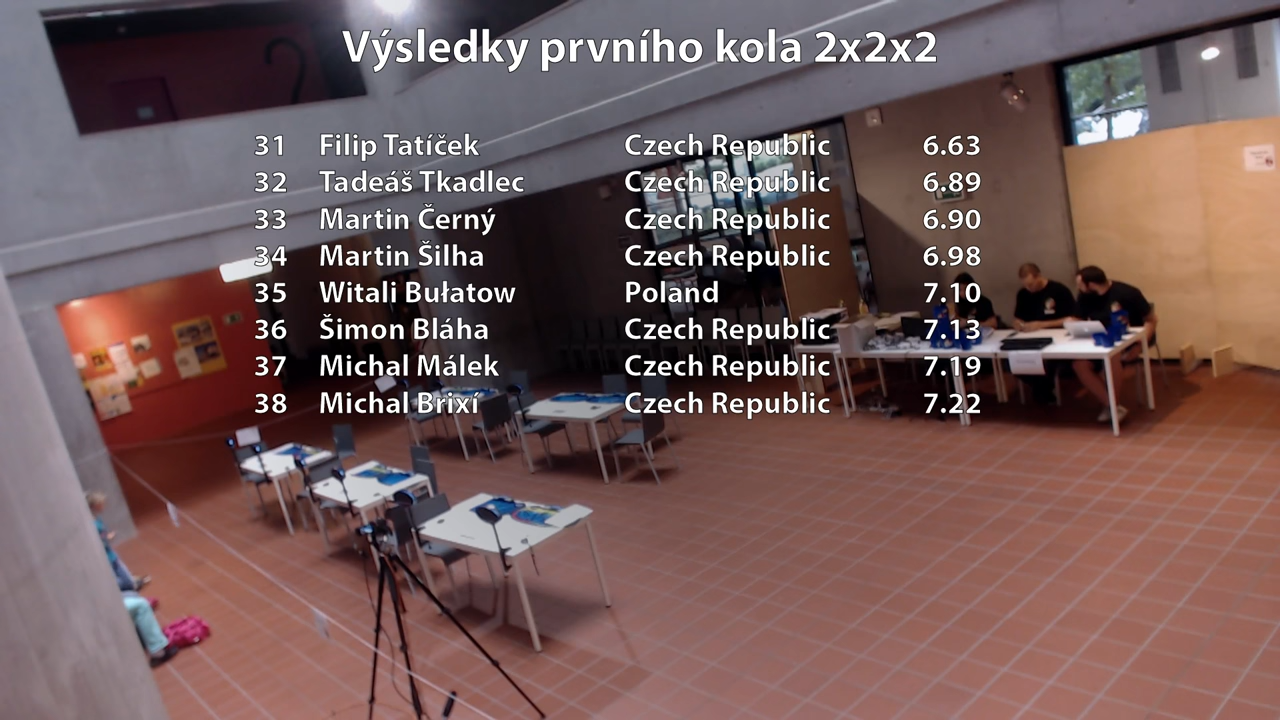 Výsledky prvního kola 2x2x2
31 Filip Tatíček Czech Republic 6.63
32 Tadeáš Tkadlec Czech Republic 6.89
33 Martin Černý Czech Republic 6.90
34 Martin Šilha Czech Republic 6.98
35 Witali Bułatow Poland 7.10
36 Šimon Bláha Czech Republic 7.13
37 Michal Málek Czech Republic 7.19
38 Michal Brixí Czech Republic 7.22